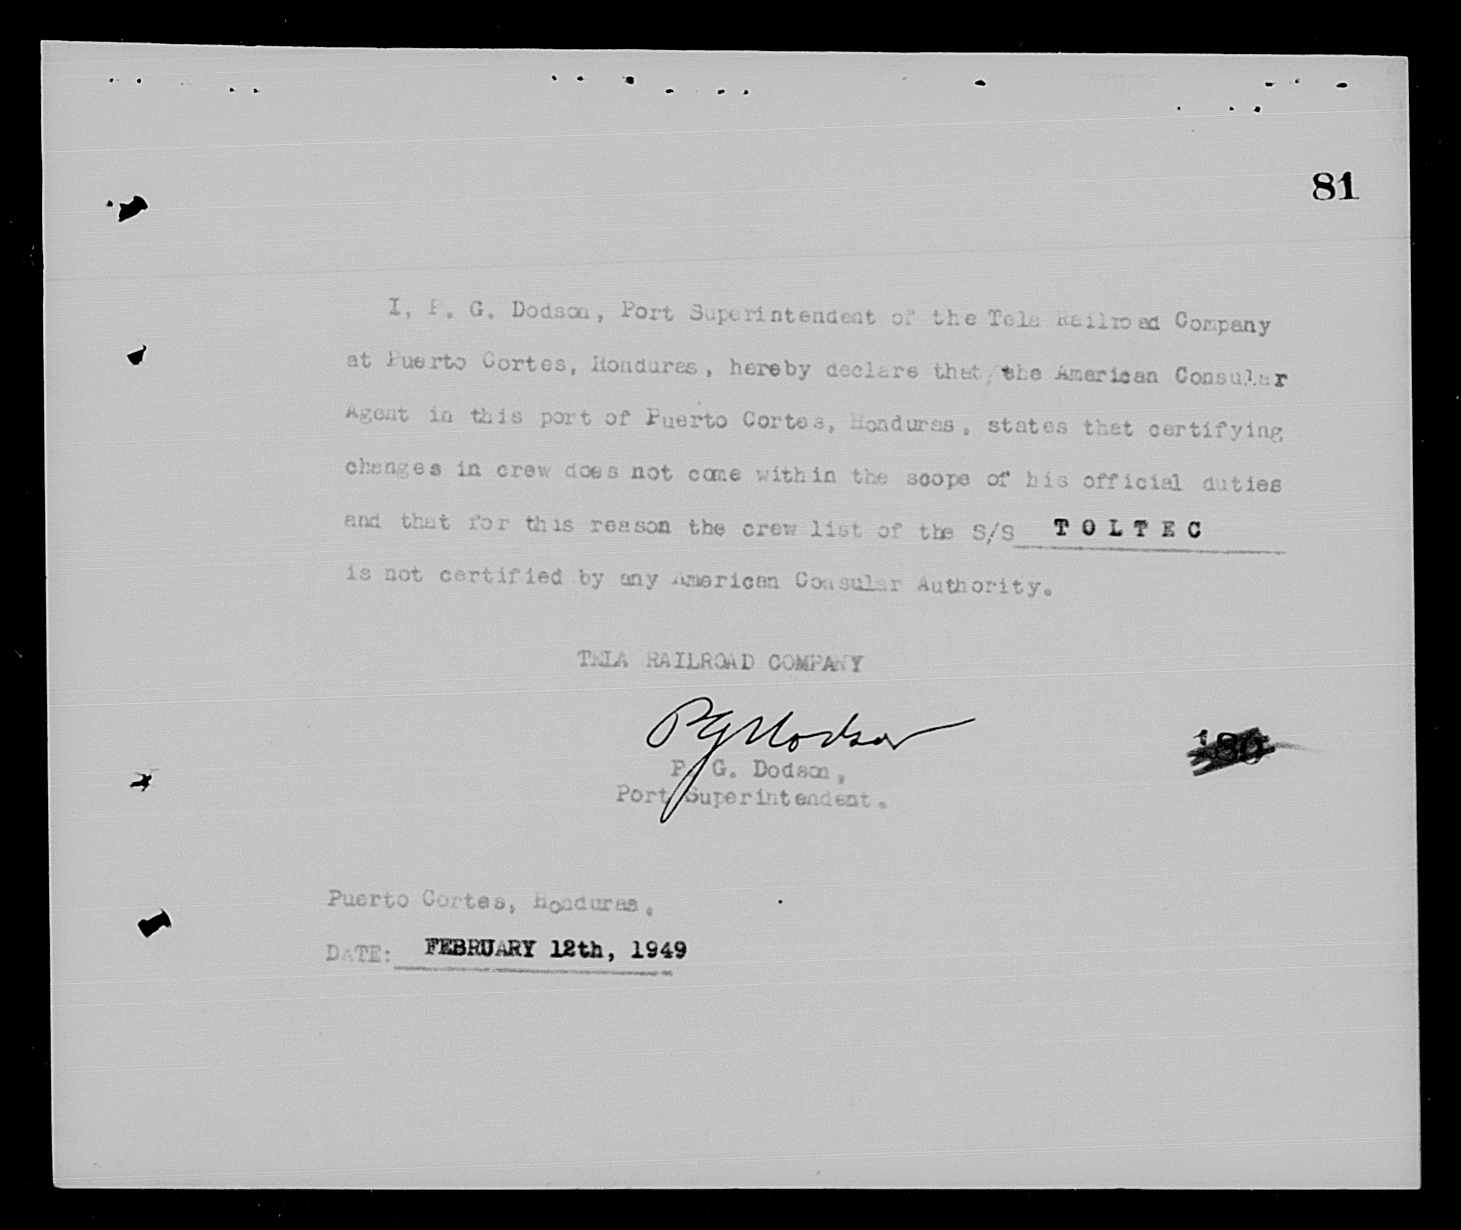 81
I, P. G. Dodson, Port Superintendent of the Tela Railroad Company
at Puerto Cortes, Honduras, hereby declare that the American Consular
Agent in this port of Puerto Cortes, Honduras, states that certifying
changes in crew does not come within the scope of his official duties
and that for this reason the crew list of the S/S TOLTEC
is not certified by any American Consular Authority.
TELA RAILROAD COMPANY
PGDodson
P. G. Dodson,
Port Superintendent.
Puerto Cortes, Honduras.
DATE: FEBRUARY 12th, 1949